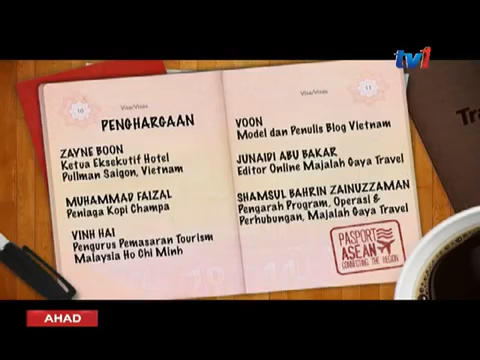 tv1
10
Visa/Visas
PENGHARGAAN
ZAYNE BOON
Ketua Eksekutif Hotel
Pullman Saigon, Vietnam
MUHAMMAD FAIZAL
Peniaga Kopi Champa
VINH HAI
Pengurus Pemasaran Tourism
Malaysia Ho Chi Minh
11
Visa/Visas
VOON
Model dan Penulis Blog Vietnam
JUNAIDI ABU BAKAR
Editor Online Majalah Gaya Travel
SHAMSUL BAHRIN ZAINUZZAMAN
Pengarah Program, Operasi &
Perhubungan, Majalah Gaya Travel
PASPORT
ASEAN
CONNECTING THE REGION
AHAD